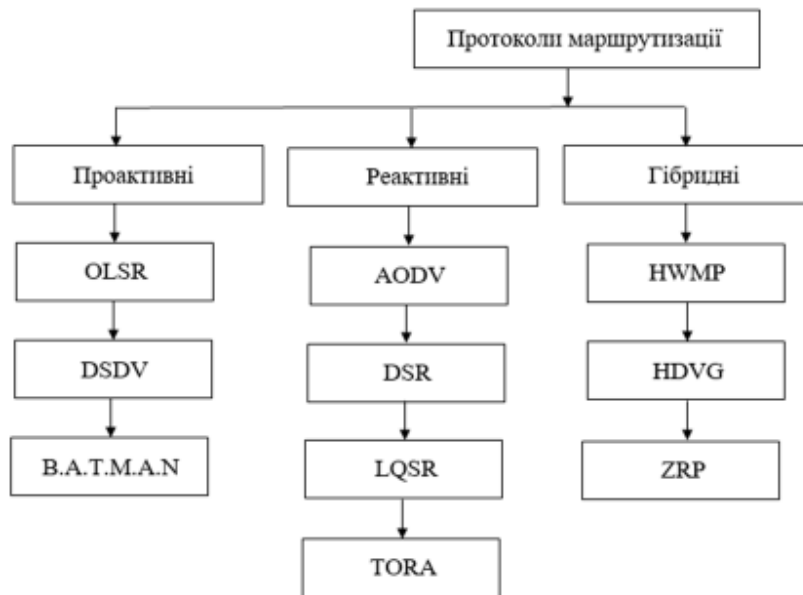 Протоколи маршрутизації
Проактивні
Реактивні
Гібридні
OLSR
AODV
HWMP
DSDV
DSR
HDVG
B.A.T.M.A.N
LQSR
ZRP
TORA